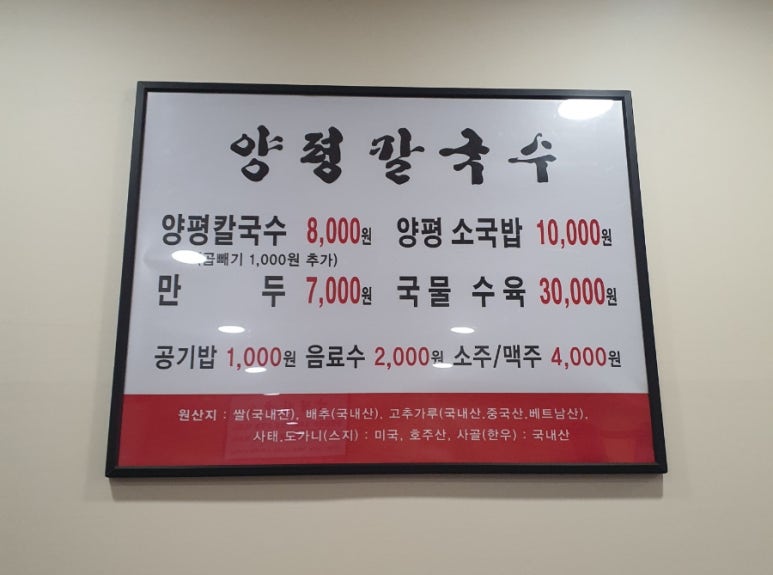 양평칼국수
양평칼국수 8,000원 양평 소국밥 10,000원
(곱빼기 1,000원 추가)
만두 7,000원 국물 수육 30,000원
공기밥 1,000원 음료수 2,000원 소주/맥주 4,000원
원산지 : 쌀(국내산), 배추(국내산), 고추가루(국내산.중국산.베트남산),
사태.도가니(스지) : 미국, 호주산, 사골(한우) : 국내산